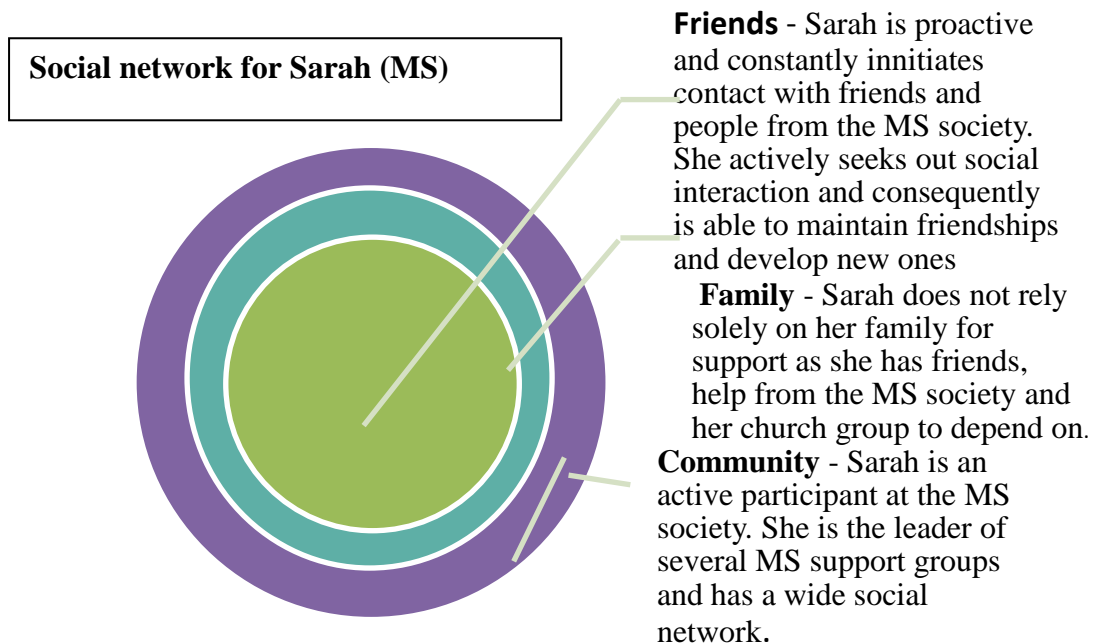 Social network for Sarah (MS)
Friends - Sarah is proactive
and constantly innitiates
contact with friends and
people from the MS society.
She actively seeks out social
interaction and consequently
is able to maintain friendships
and develop new ones
Family - Sarah does not rely
solely on her family for
support as she has friends,
help from the MS society and
her church group to depend on.
Community - Sarah is an
active participant at the MS
society. She is the leader of
several MS support groups
and has a wide social
network.